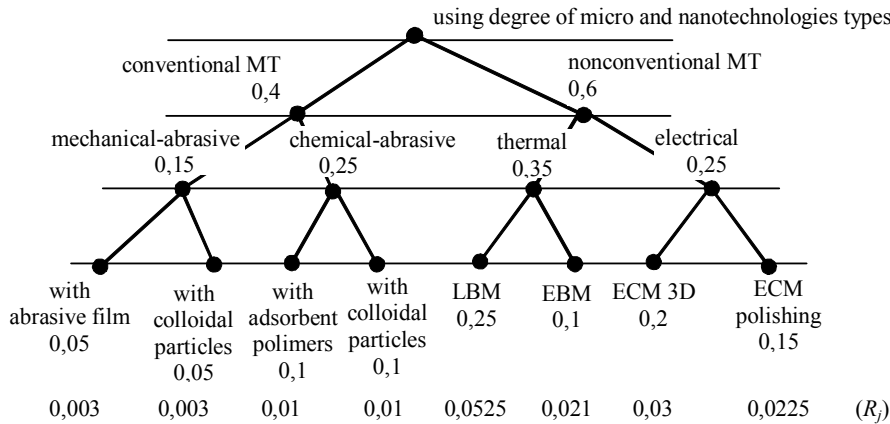 using degree of micro and nanotechnologies types
conventional MT
0,4
nonconventional MT
0,6
mechanical-abrasive
0,15
chemical-abrasive
0,25
thermal
0,35
electrical
0,25
with
abrasive film
0,05
with
colloidal
particles
0,05
with
adsorbent
polimers
0,1
with
colloidal
particles
0,1
LBM
0,25
EBM
0,1
ECM 3D
0,2
ECM
polishing
0,15
0,003 0,003 0,01 0,01 0,0525 0,021 0,03 0,0225 (Rj)